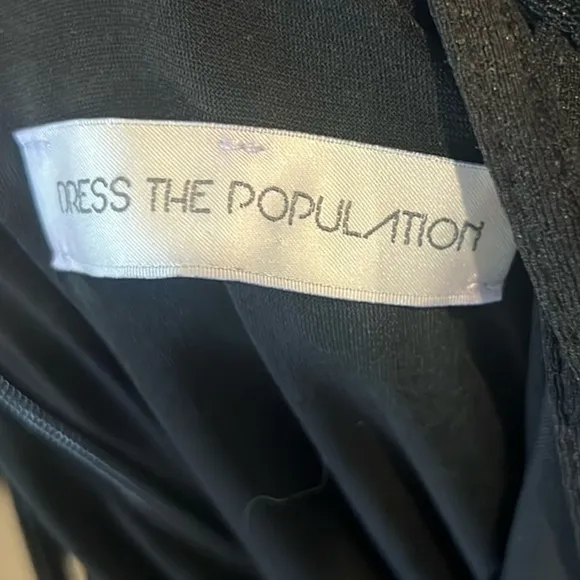 DRESS THE POPULATION